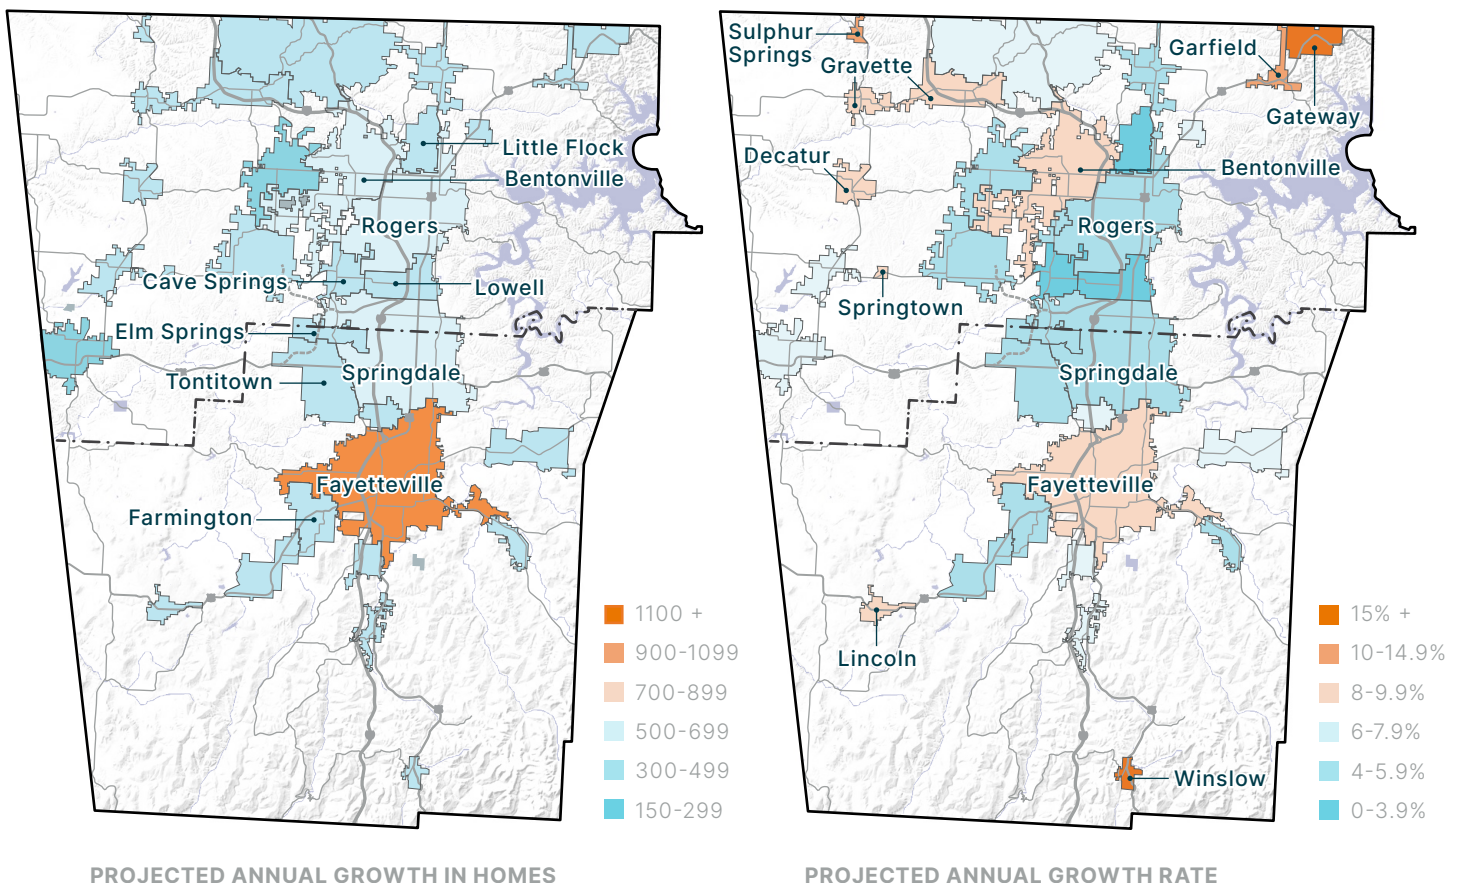 Little Flock
Bentonville
Rogers
Cave Springs
Lowell
Elm Springs
Springdale
Tontitown
Fayetteville
Farmington
1100 +
900-1099
700-899
500-699
300-499
150-299
PROJECTED ANNUAL GROWTH IN HOMES
Sulphur
Springs
Gravette
Garfield
Gateway
Decatur
Bentonville
Rogers
Springtown
Springdale
Fayetteville
Lincoln
Winslow
15% +
10-14.9%
8-9.9%
6-7.9%
4-5.9%
0-3.9%
PROJECTED ANNUAL GROWTH RATE